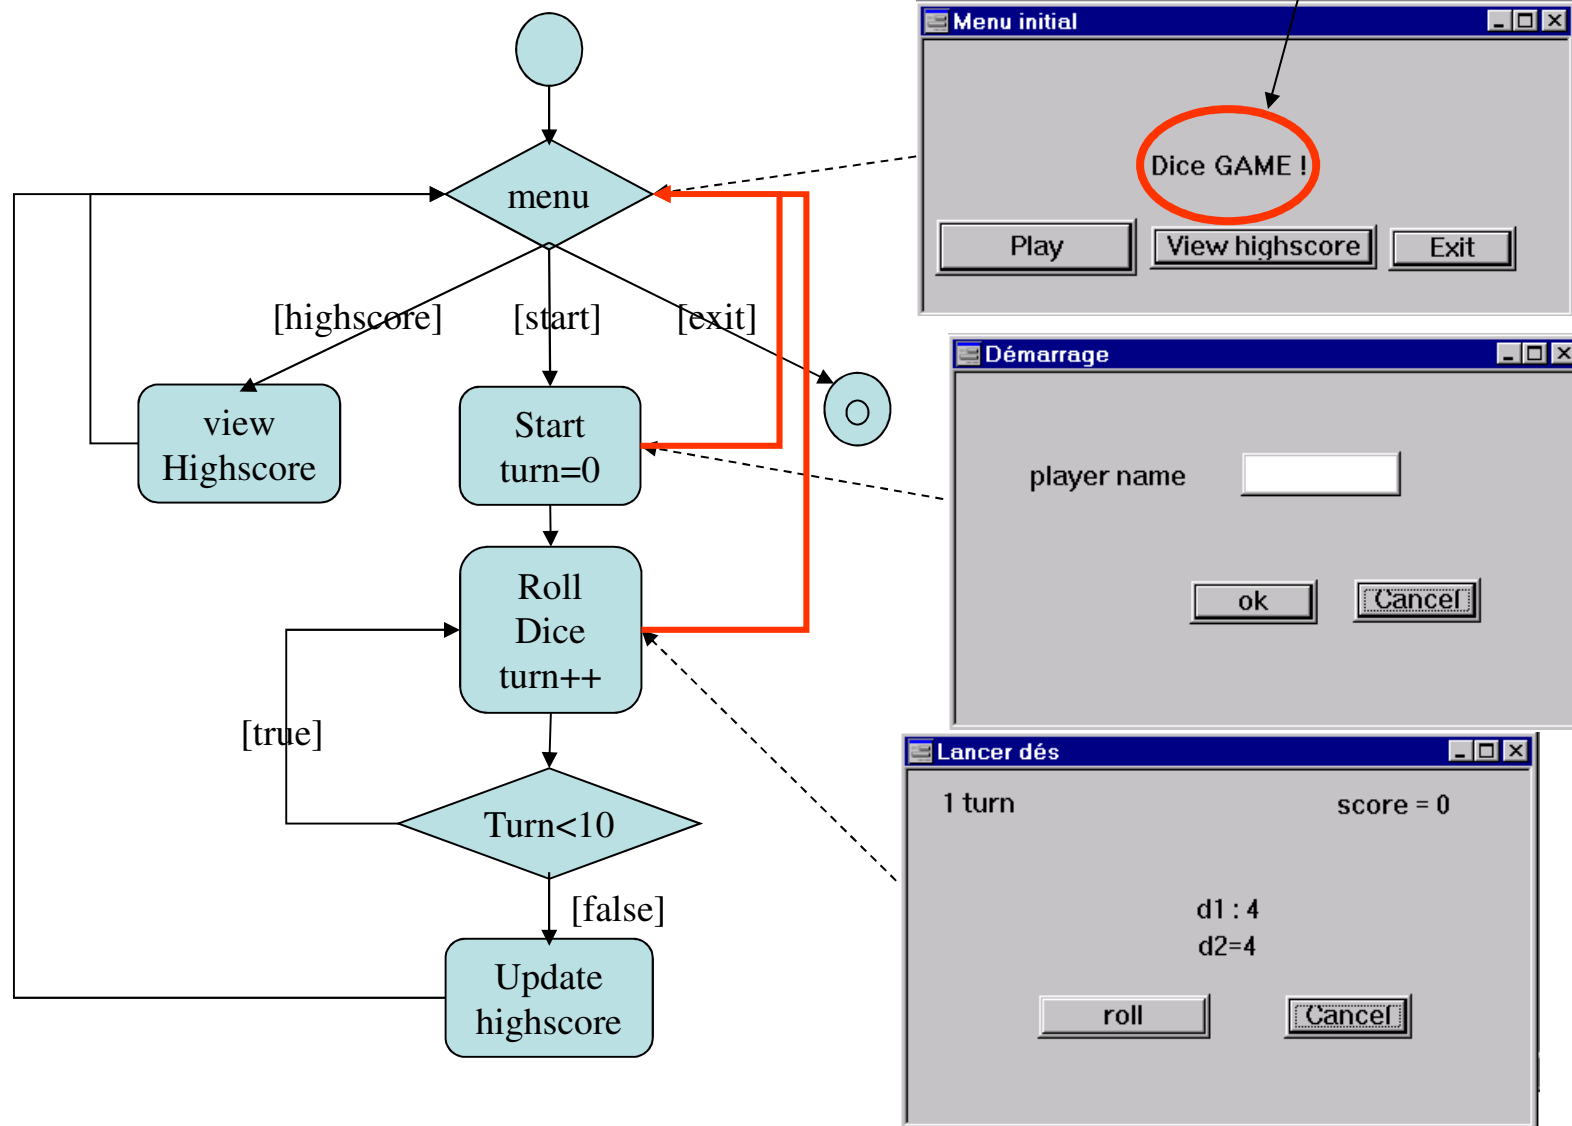 menu
[highscore]
[start]
[exit]
view
Highscore
Start
turn=0
Roll
Dice
turn++
[true]
Turn<10
[false]
Update
highscore
Menu initial
Dice GAME !
Play
View highscore
Exit
Démarrage
player name
ok
Cancel
Lancer dés
1 turn
score = 0
d1 : 4
d2=4
roll
Cancel